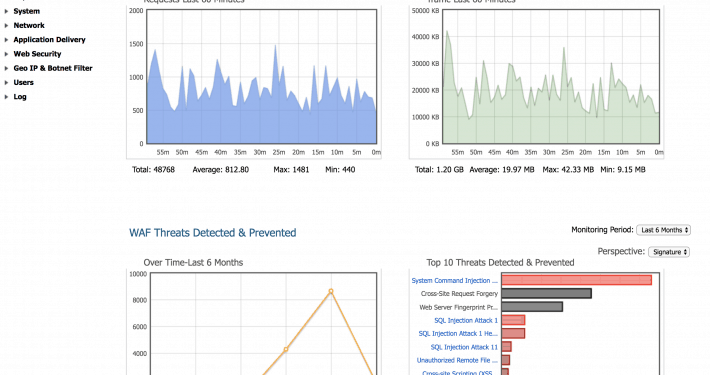 System
Network
Application Delivery
Web Security
Geo IP & Botnet Filter
Users
Log
Requests Last 60 Minutes
2000
1500
1000
500
0
55m 50m 45m 40m 35m 30m 25m 20m 15m 10m 5m 0m
Total: 48768 Average: 812.80 Max: 1481 Min: 440
Traffic Last 60 Minutes
50000 KB
40000 KB
30000 KB
20000 KB
10000 KB
0 KB
55m 50m 45m 40m 35m 30m 25m 20m 15m 10m 5m 0m
Total: 1.20 GB Average: 19.97 MB Max: 42.33 MB Min: 9.15 MB
WAF Threats Detected & Prevented
Monitoring Period: Last 6 Months
Perspective: Signature
Over Time-Last 6 Months
10000
8000
6000
4000
Top 10 Threats Detected & Prevented
System Command Injection ...
Cross-Site Request Forgery
Web Server Fingerprint Pr...
SQL Injection Attack 1
SQL Injection Attack 1 He...
SQL Injection Attack 11
Unauthorized Remote File ...
Cross-site Scripting (XSS...